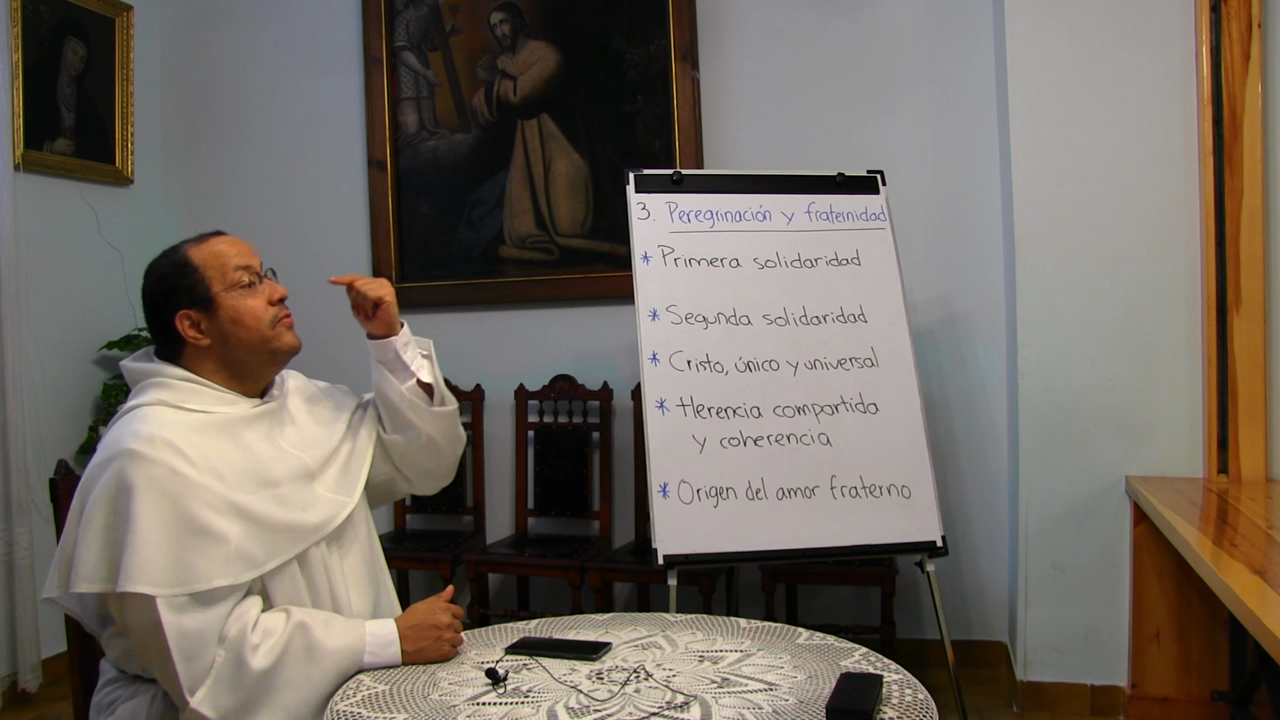 3. Peregrinación y fraternidad
* Primera solidaridad
* Segunda solidaridad
* Cristo, único y universal
* Herencia compartida
y coherencia
* Origen del amor fraterno